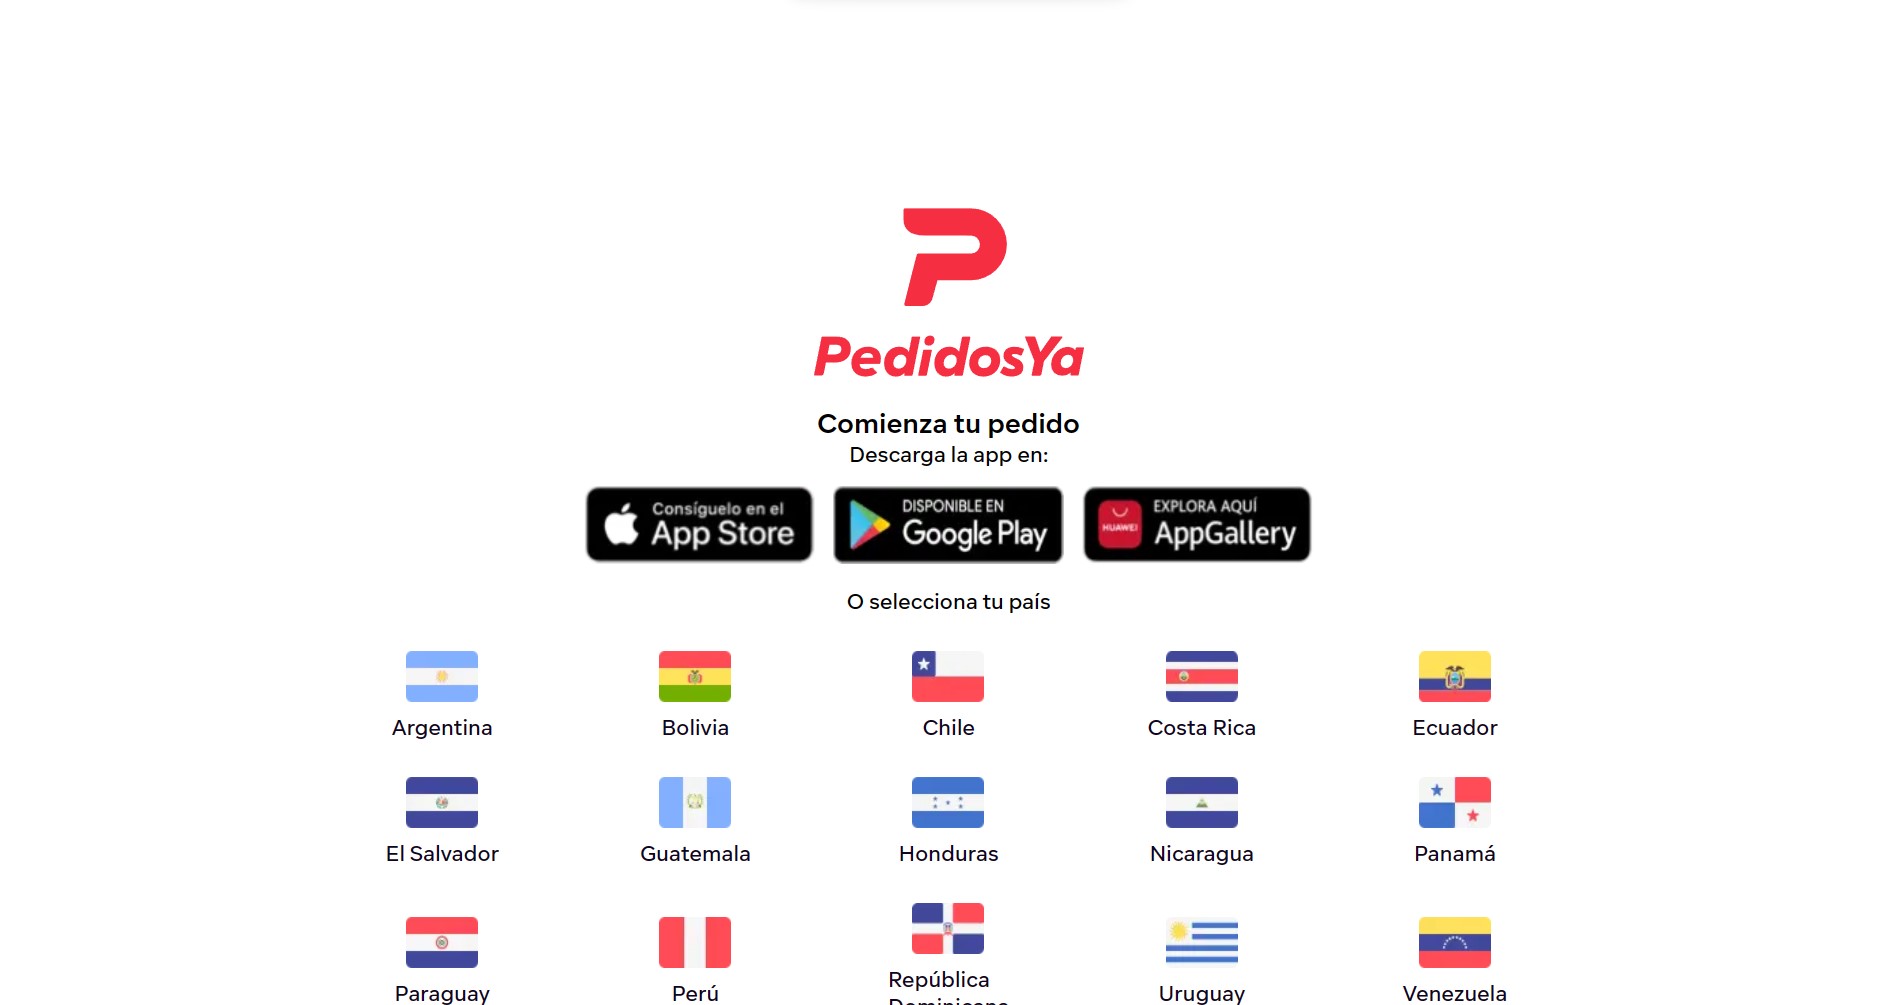 PedidosYa
Comienza tu pedido
Descarga la app en:
Consíguelo en el
App Store
DISPONIBLE EN
Google Play
HUAWEI
EXPLORA AQUÍ
AppGallery
O selecciona tu país
Argentina
Bolivia
Chile
Costa Rica
Ecuador
El Salvador
Guatemala
Honduras
Nicaragua
Panamá
Paraguay
Perú
República
Dominicana
Uruguay
Venezuela